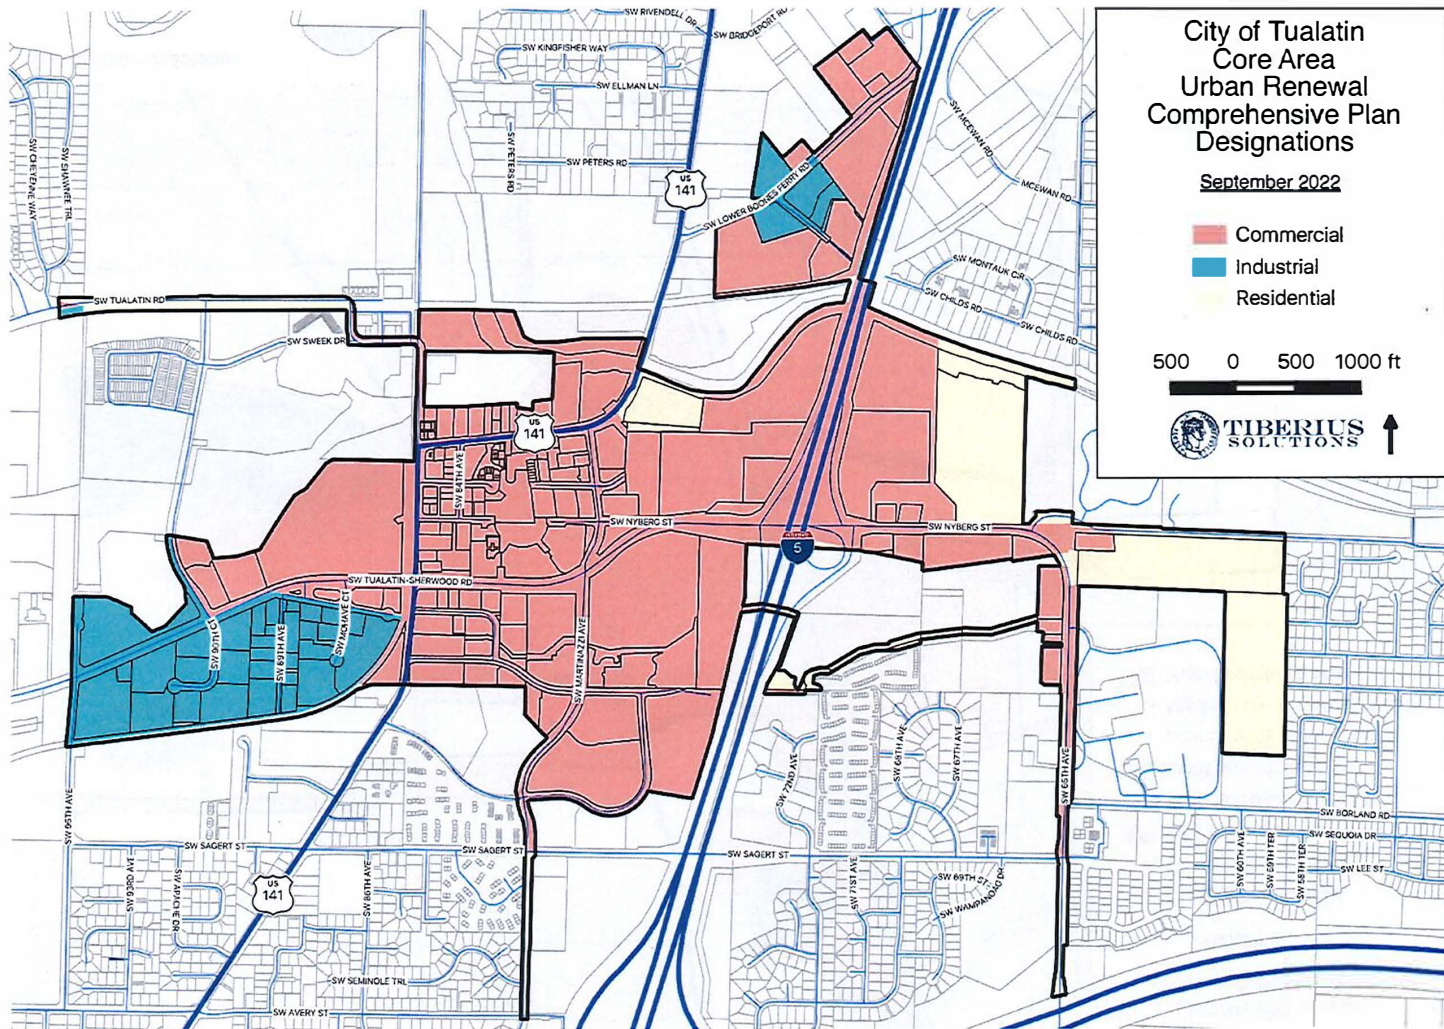 City of Tualatin
Core Area
Urban Renewal
Comprehensive Plan
Designations
September 2022
Commercial
Industrial
Residential
500 0 500 1000 ft
TIBERIUS
SOLUTIONS
SW RIVENDELL DR
SW BRIDGEPORT RD
SW KINGFISHER WAY
SW ELLMAN LN
SW PETERS RD
SW PETERS RD
SW CHEYENNE WAY
SW SHAWNEE TRL
US
141
SW LOWER BOONES FERRY RD
SW MCEWAN RD
MCEWAN RD
SW MONTAUK CIR
SW CHILDS RD
SW CHILDS RD
SW TUALATIN RD
SW SWEEK DR
US
141
SW 84TH AVE
SW NYBERG ST
SW NYBERG ST
5
SW TUALATIN-SHERWOOD RD
SW 90TH CT
SW 89TH AVE
SW MOHAVE CT
SW MARTINAZZI AVE
SW 95TH AVE
SW 72ND AVE
SW 68TH AVE
SW 67TH AVE
SW 65TH AVE
SW BORLAND RD
SW SEQUOIA DR
SW LEE ST
SW 60TH AVE
SW 59TH TER
SW 58TH TER
SW SAGERT ST
SW SAGERT ST
SW SAGERT ST
US
141
SW 93RD AVE
SW APACHE DR
SW 86TH AVE
SW 71ST AVE
SW 69TH ST
SW WAMPANOAG DR
SW SEMINOLE TRL
SW AVERY ST